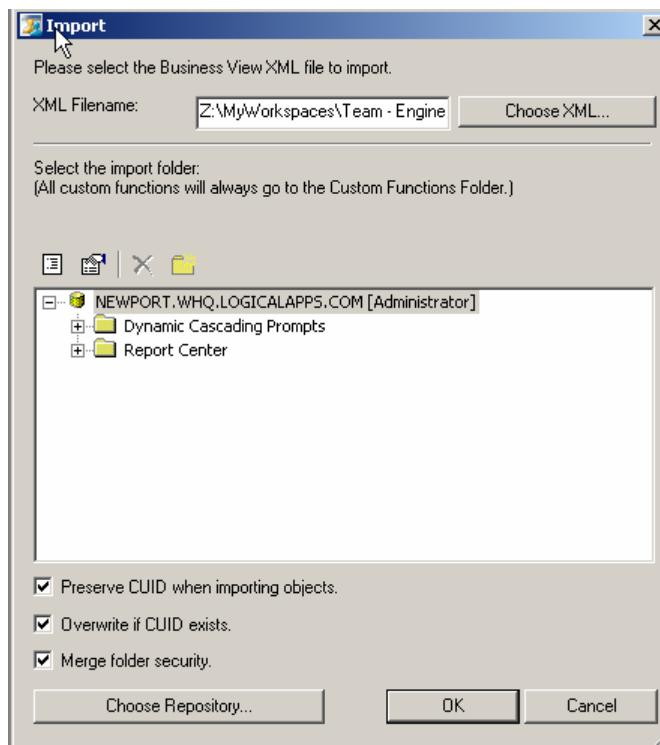 Import
Please select the Business View XML file to import.
XML Filename:
Z:\MyWorkspaces\Team - Engine
Choose XML...
Select the import folder:
(All custom functions will always go to the Custom Functions Folder.)
NEWPORT.WHQ.LOGICALAPPS.COM [Administrator]
Dynamic Cascading Prompts
Report Center
Preserve CUID when importing objects.
Overwrite if CUID exists.
Merge folder security.
Choose Repository...
OK
Cancel